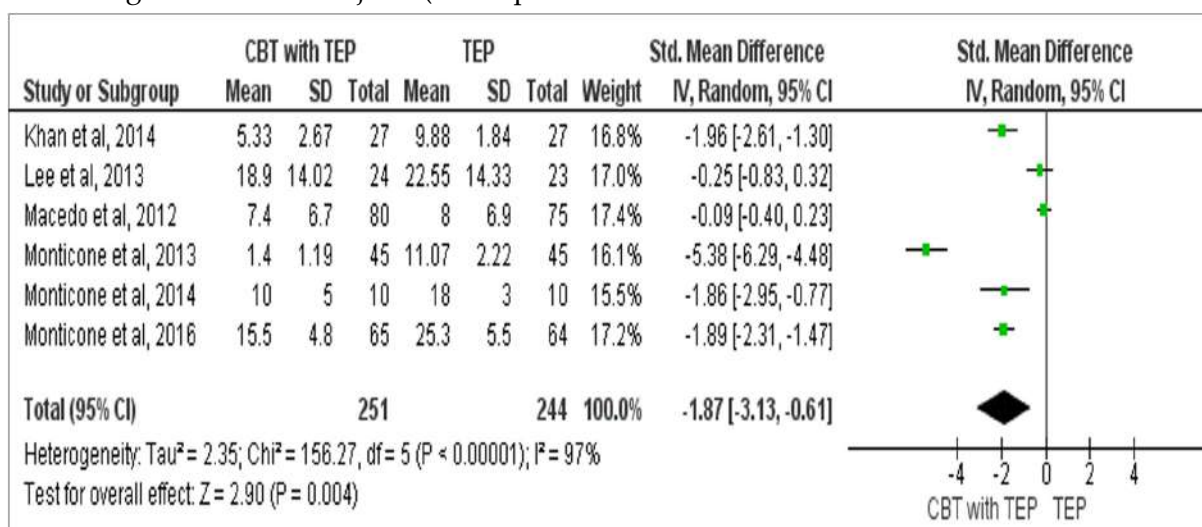 CBT with TEP TEP Std. Mean Difference Std. Mean Difference
Study or Subgroup Mean SD Total Mean SD Total Weight IV, Random, 95% CI IV, Random, 95% CI
Khan et al, 2014 5.33 2.67 27 9.88 1.84 27 16.8% -1.96 [-2.61, -1.30]
Lee et al, 2013 18.9 14.02 24 22.55 14.33 23 17.0% -0.25 [-0.83, 0.32]
Macedo et al, 2012 7.4 6.7 80 8 6.9 75 17.4% -0.09 [-0.40, 0.23]
Monticone et al, 2013 1.4 1.19 45 11.07 2.22 45 16.1% -5.38 [-6.29, -4.48]
Monticone et al, 2014 10 5 10 18 3 10 15.5% -1.86 [-2.95, -0.77]
Monticone et al, 2016 15.5 4.8 65 25.3 5.5 64 17.2% -1.89 [-2.31, -1.47]
Total (95% CI) 251 244 100.0% -1.87 [-3.13, -0.61]
Heterogeneity: Tau² = 2.35; Chi² = 156.27, df = 5 (P < 0.00001); I² = 97%
Test for overall effect: Z = 2.90 (P = 0.004)
-4 -2 0 2 4
CBT with TEP TEP